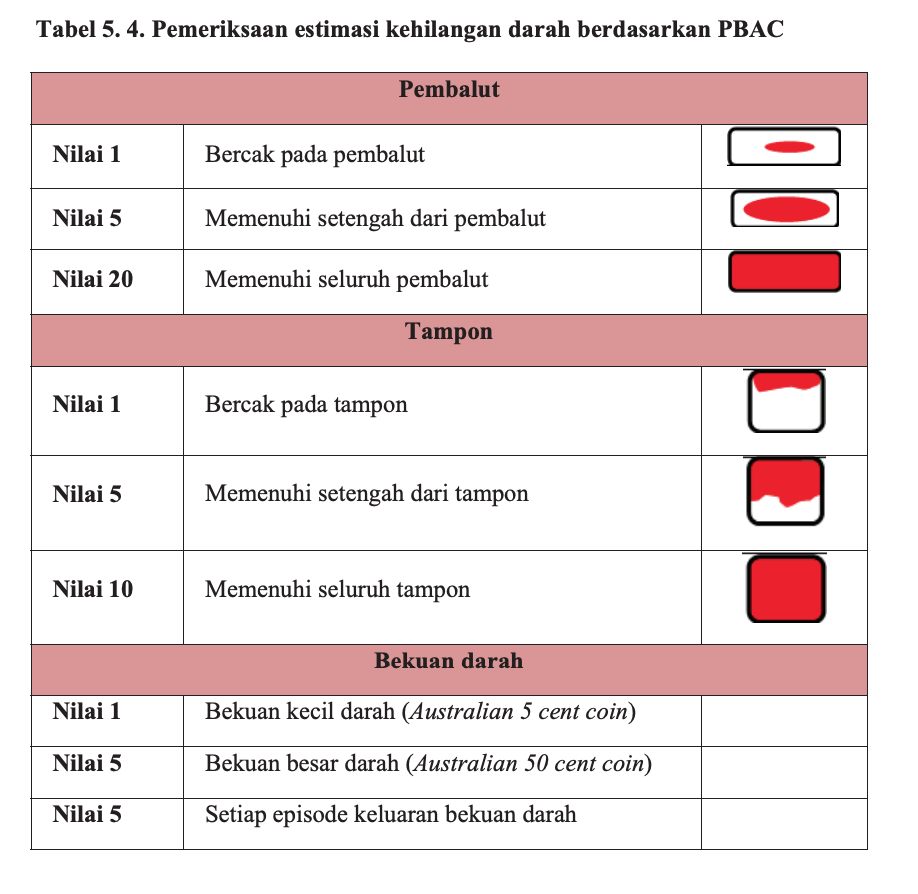 Tabel 5. 4. Pemeriksaan estimasi kehilangan darah berdasarkan PBAC
Pembalut
Nilai 1 Bercak pada pembalut
Nilai 5 Memenuhi setengah dari pembalut
Nilai 20 Memenuhi seluruh pembalut
Tampon
Nilai 1 Bercak pada tampon
Nilai 5 Memenuhi setengah dari tampon
Nilai 10 Memenuhi seluruh tampon
Bekuan darah
Nilai 1 Bekuan kecil darah (Australian 5 cent coin)
Nilai 5 Bekuan besar darah (Australian 50 cent coin)
Nilai 5 Setiap episode keluaran bekuan darah